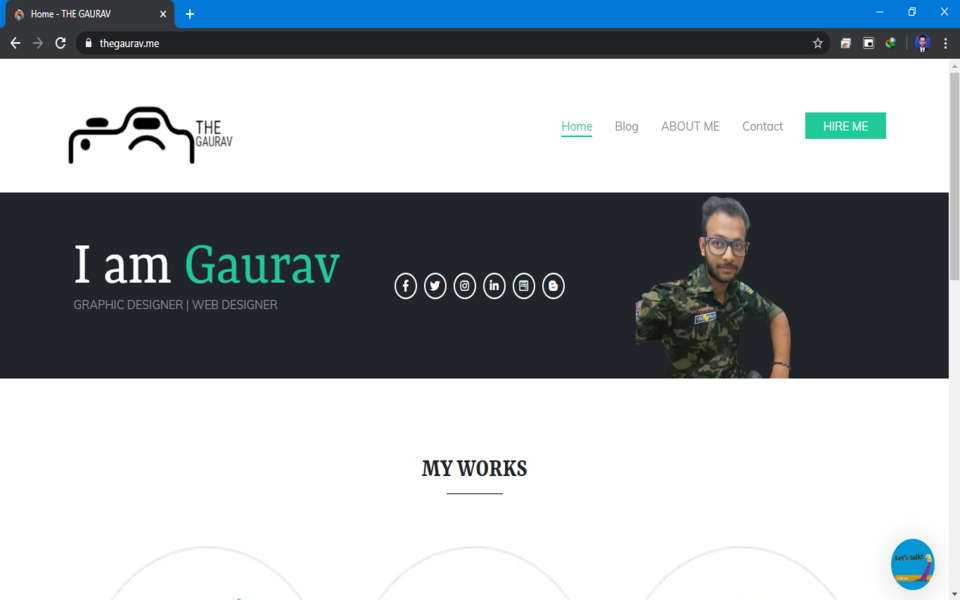 Home - THE GAURAV
thegaurav.me
THE
GAURAV
Home
Blog
ABOUT ME
Contact
HIRE ME
I am Gaurav
GRAPHIC DESIGNER | WEB DESIGNER
MY WORKS
Let's talk!